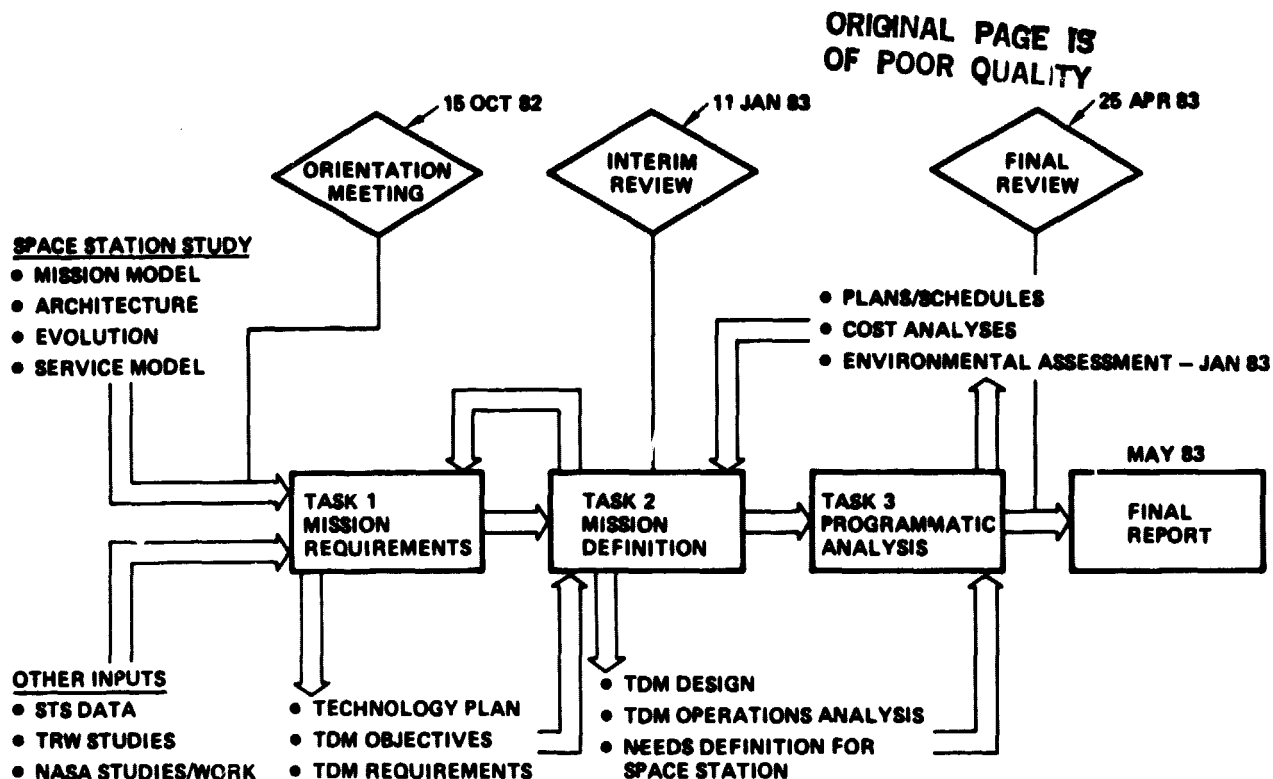 ORIGINAL PAGE IS
OF POOR QUALITY
15 OCT 82
11 JAN 83
25 APR 83
ORIENTATION
MEETING
INTERIM
REVIEW
FINAL
REVIEW
SPACE STATION STUDY
• MISSION MODEL
• ARCHITECTURE
• EVOLUTION
• SERVICE MODEL
• PLANS/SCHEDULES
• COST ANALYSES
• ENVIRONMENTAL ASSESSMENT – JAN 83
TASK 1
MISSION
REQUIREMENTS
TASK 2
MISSION
DEFINITION
TASK 3
PROGRAMMATIC
ANALYSIS
MAY 83
FINAL
REPORT
OTHER INPUTS
• STS DATA
• TRW STUDIES
• NASA STUDIES/WORK
• TECHNOLOGY PLAN
• TDM OBJECTIVES
• TDM REQUIREMENTS
• TDM DESIGN
• TDM OPERATIONS ANALYSIS
• NEEDS DEFINITION FOR
SPACE STATION